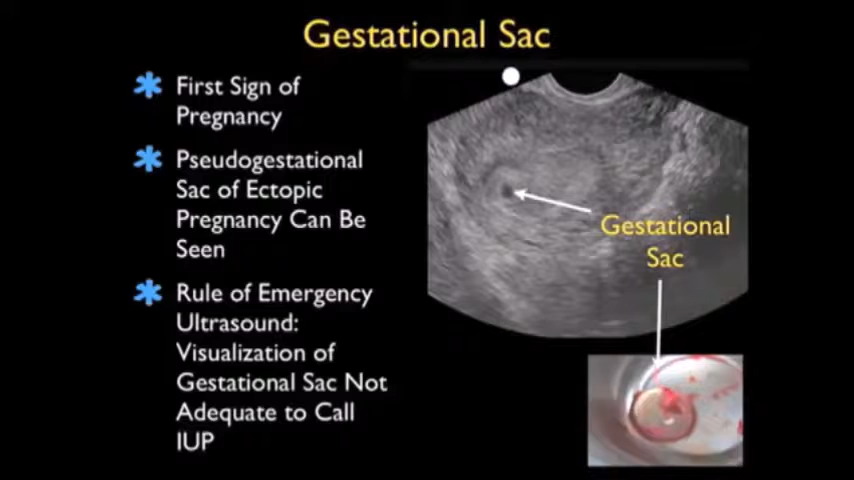 Gestational Sac
First Sign of
Pregnancy
Pseudogestational
Sac of Ectopic
Pregnancy Can Be
Seen
Rule of Emergency
Ultrasound:
Visualization of
Gestational Sac Not
Adequate to Call
IUP
Gestational
Sac